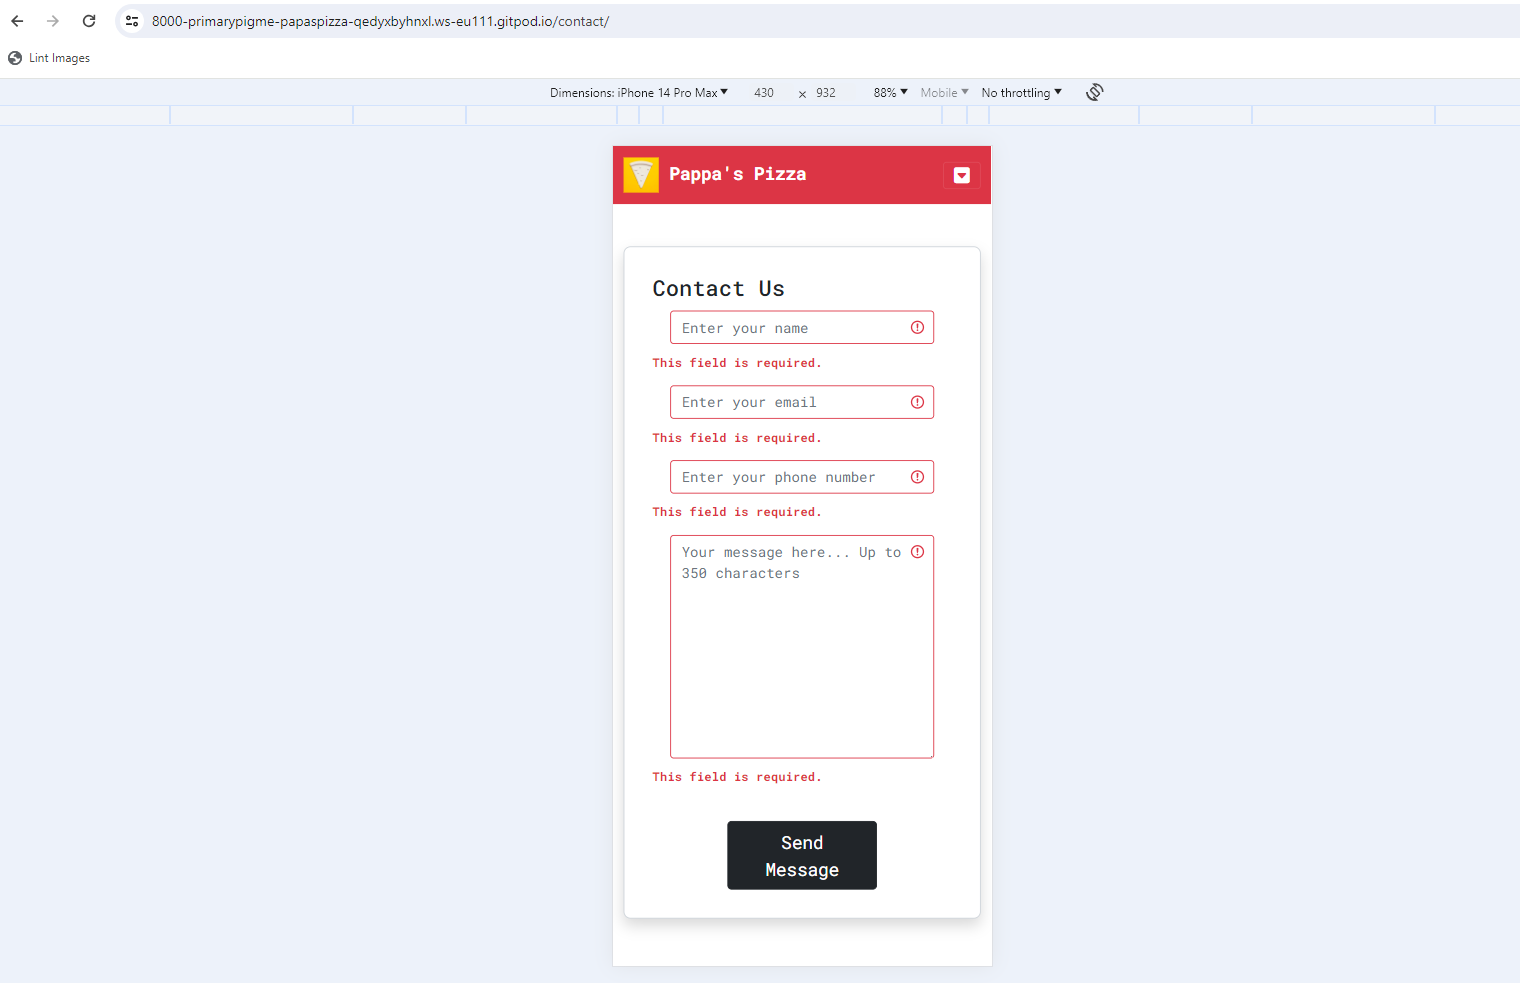 8000-primarypigme-papaspizza-qedyxbyhnxl.ws-eu111.gitpod.io/contact/
Lint Images
Dimensions: iPhone 14 Pro Max 430 × 932 88% Mobile No throttling
Pappa's Pizza
Contact Us
Enter your name
This field is required.
Enter your email
This field is required.
Enter your phone number
This field is required.
Your message here... Up to
350 characters
This field is required.
Send
Message